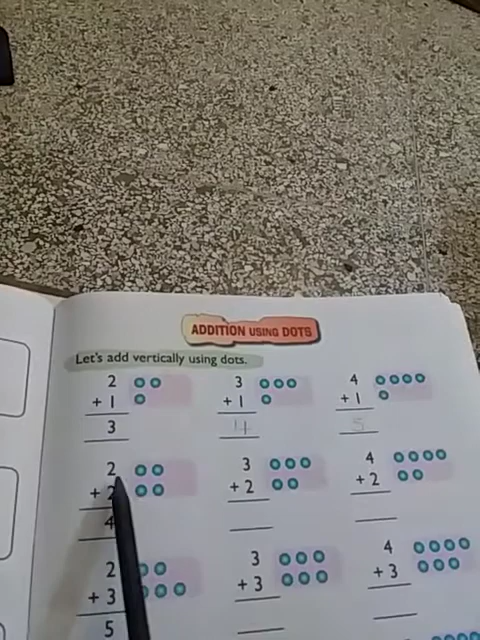 ADDITION USING DOTS
Let's add vertically using dots.
2 3 4
+ 1 + 1 + 1
3 4 5
2 3 4
+ 2 + 2 + 2
4
2 3 4
+ 3 + 3 + 3
5